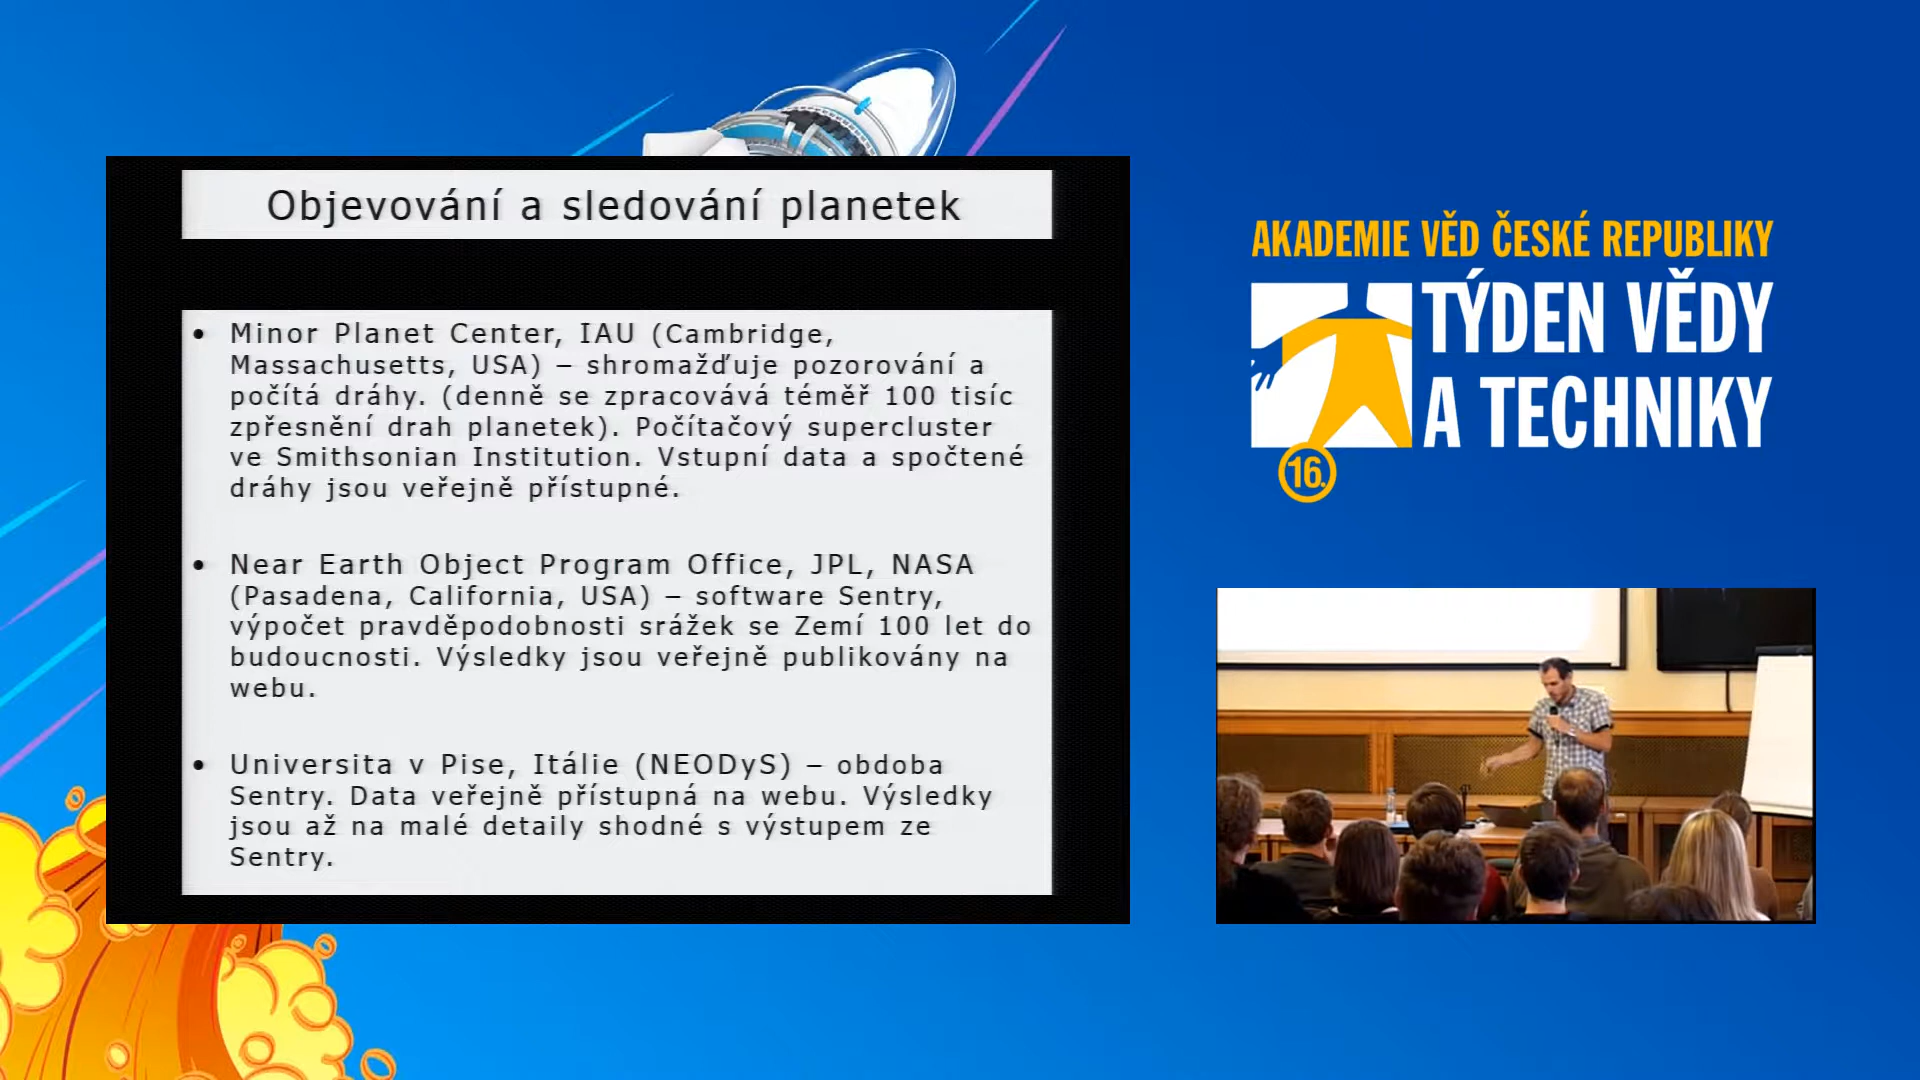 Objevování a sledování planetek
• Minor Planet Center, IAU (Cambridge,
Massachusetts, USA) – shromažďuje pozorování a
počítá dráhy. (denně se zpracovává téměř 100 tisíc
zpřesnění drah planetek). Počítačový supercluster
ve Smithsonian Institution. Vstupní data a spočtené
dráhy jsou veřejně přístupné.
• Near Earth Object Program Office, JPL, NASA
(Pasadena, California, USA) – software Sentry,
výpočet pravděpodobnosti srážek se Zemí 100 let do
budoucnosti. Výsledky jsou veřejně publikovány na
webu.
• Universita v Pise, Itálie (NEODyS) – obdoba
Sentry. Data veřejně přístupná na webu. Výsledky
jsou až na malé detaily shodné s výstupem ze
Sentry.
AKADEMIE VĚD ČESKÉ REPUBLIKY
TÝDEN VĚDY
A TECHNIKY
16.